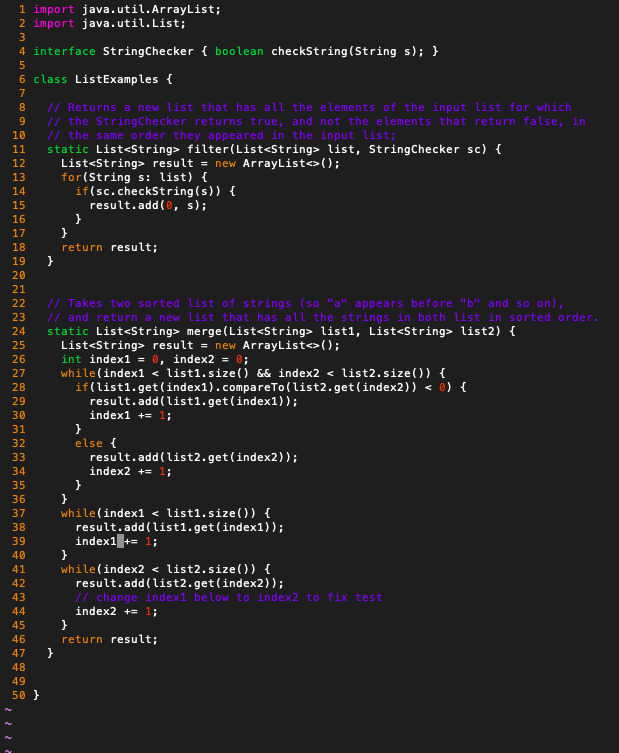 1 import java.util.ArrayList;
2 import java.util.List;
3
4 interface StringChecker { boolean checkString(String s); }
5
6 class ListExamples {
7
8   // Returns a new list that has all the elements of the input list for which
9   // the StringChecker returns true, and not the elements that return false, in
10   // the same order they appeared in the input list;
11   static List<String> filter(List<String> list, StringChecker sc) {
12     List<String> result = new ArrayList<>();
13     for(String s: list) {
14       if(sc.checkString(s)) {
15         result.add(0, s);
16       }
17     }
18     return result;
19   }
20
21
22   // Takes two sorted list of strings (so "a" appears before "b" and so on),
23   // and return a new list that has all the strings in both list in sorted order.
24   static List<String> merge(List<String> list1, List<String> list2) {
25     List<String> result = new ArrayList<>();
26     int index1 = 0, index2 = 0;
27     while(index1 < list1.size() && index2 < list2.size()) {
28       if(list1.get(index1).compareTo(list2.get(index2)) < 0) {
29         result.add(list1.get(index1));
30         index1 += 1;
31       }
32       else {
33         result.add(list2.get(index2));
34         index2 += 1;
35       }
36     }
37     while(index1 < list1.size()) {
38       result.add(list1.get(index1));
39       index1 += 1;
40     }
41     while(index2 < list2.size()) {
42       result.add(list2.get(index2));
43       // change index1 below to index2 to fix test
44       index2 += 1;
45     }
46     return result;
47   }
48
49
50 }
~
~
~
~